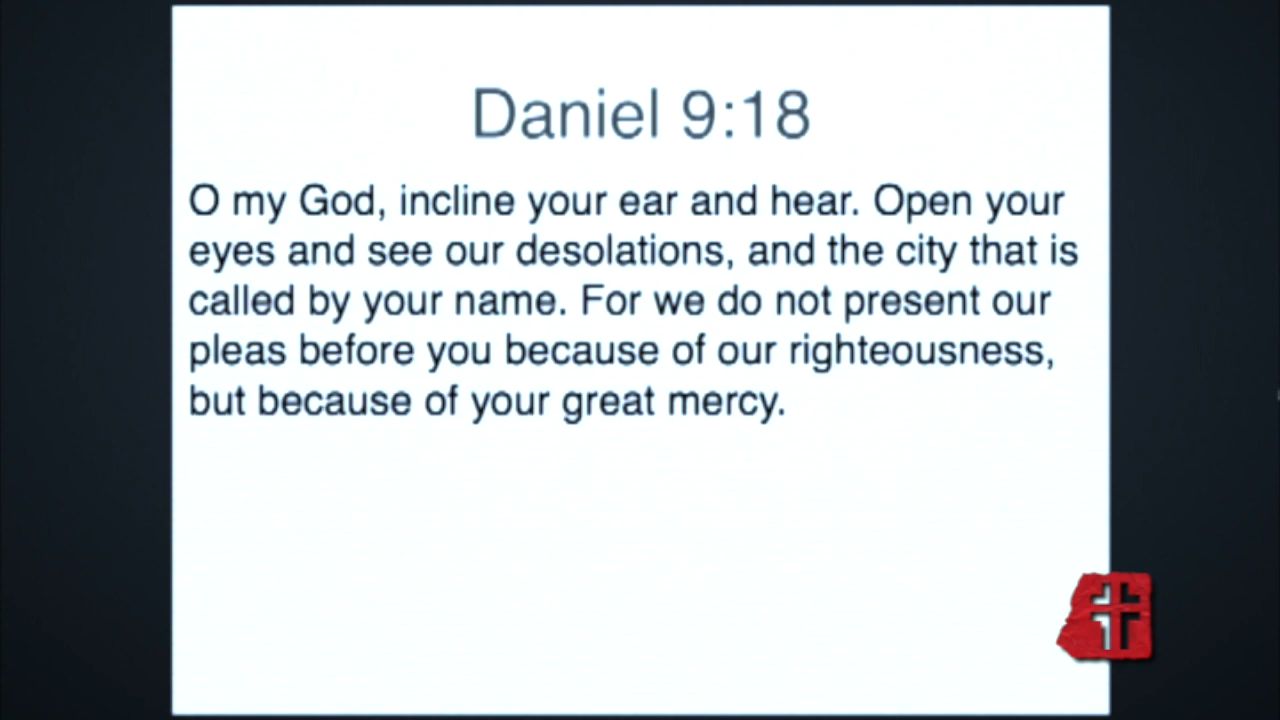 Daniel 9:18
O my God, incline your ear and hear. Open your
eyes and see our desolations, and the city that is
called by your name. For we do not present our
pleas before you because of our righteousness,
but because of your great mercy.